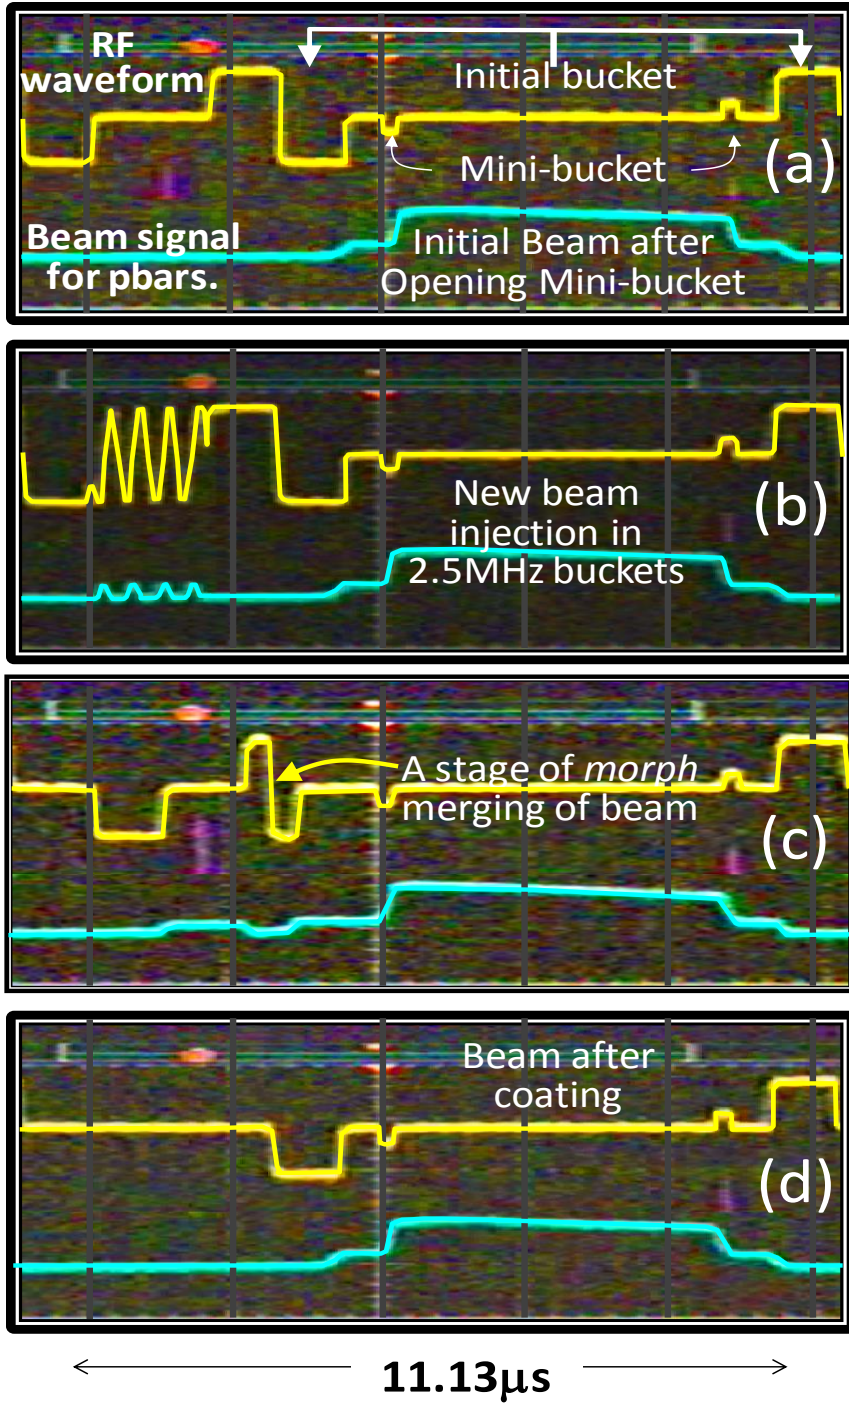 RF
waveform
Initial bucket
Mini-bucket
(a)
Beam signal
for pbars.
Initial Beam after
Opening Mini-bucket
New beam
injection in
2.5MHz buckets
(b)
A stage of morph
merging of beam
(c)
Beam after
coating
(d)
11.13μs